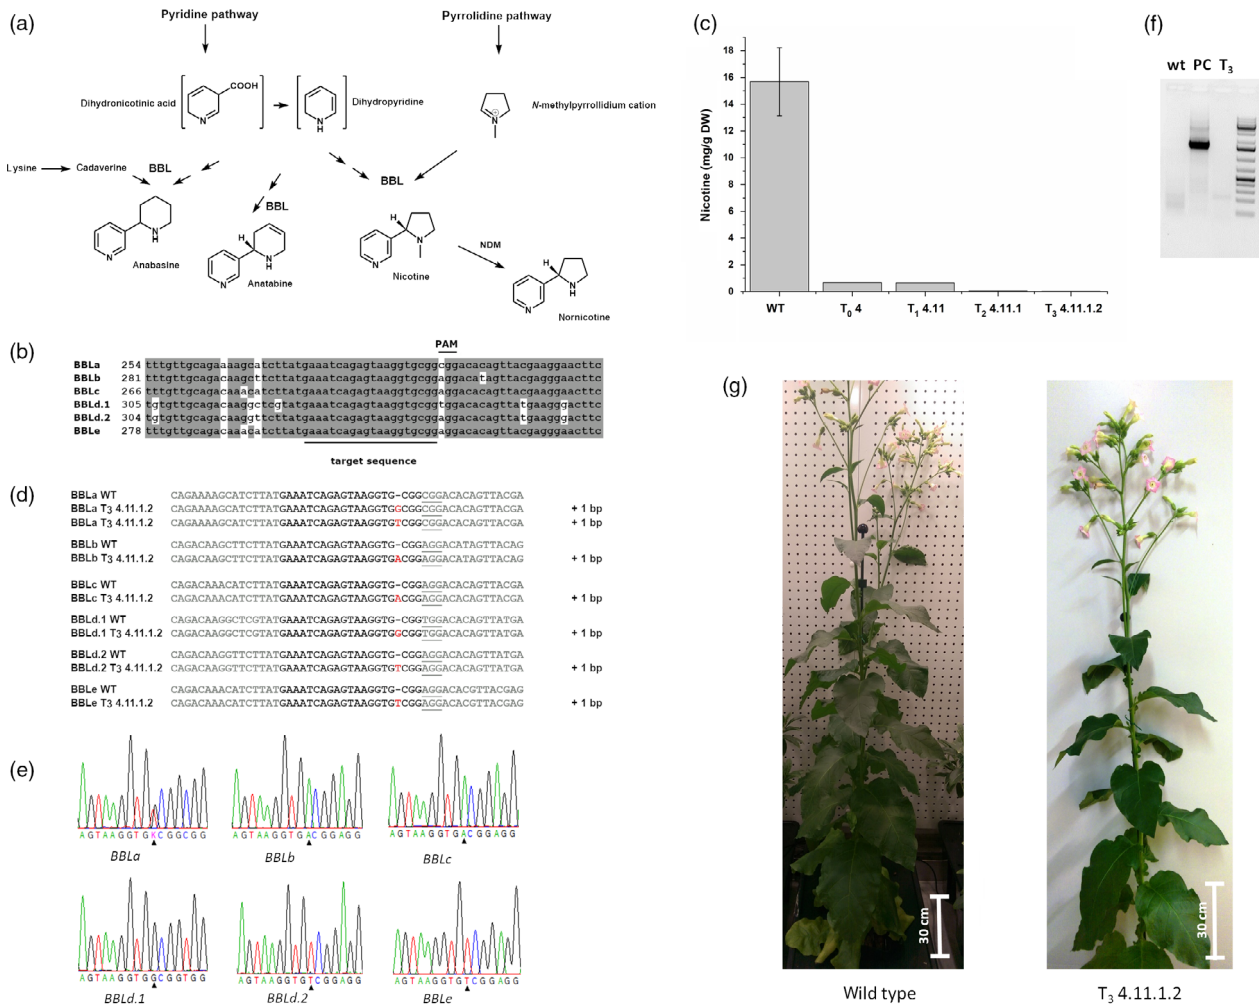 (a)
Pyridine pathway
Pyrrolidine pathway
Dihydronicotinic acid
COOH
N
N
H
Dihydropyridine
N-methylpyrrollidium cation
N
Lysine
Cadaverine
BBL
BBL
BBL
NDM
N
NH
Anabasine
H
N
NH
Anatabine
H
N
N
Nicotine
H
N
NH
Nornicotine
(b)
PAM
BBLa 254 tttgttgcagaaaagcatcttatgaaatcagagtaaggtgcggcggacacagttacgaaggaacttc
BBLb 281 tttgttgcagacaagcttcttatgaaatcagagtaaggtgcggaggacatagttacgagggaacttc
BBLc 266 tttgttgcagacaaacatcttatgaaatcagagtaaggtgcggaggacacagttacgaaggaacttc
BBLd.1 305 tgtgttgcagacaaggctcgtatgaaatcagagtaaggtgcggtggacacagttatgaagggacttc
BBLd.2 304 tgtgttgcagacaaggttcttatgaaatcagagtaaggtgcggaggacacagttatgaagggacttc
BBLe 278 tttgttgcagacaaacatcttatgaaatcagagtaaggtgcggaggacacagttacgagggaacttc
target sequence
(c)
Nicotine (mg/g DW)
18
16
14
12
10
8
6
4
2
0
WT
T0 4
T1 4.11
T2 4.11.1
T3 4.11.1.2
(d)
BBLa WT CAGAAAAGCATCTTATGAAATCAGAGTAAGGTG-CGGCGGACACAGTTACGA
BBLa T3 4.11.1.2 CAGAAAAGCATCTTATGAAATCAGAGTAAGGTGGCGGCGGACACAGTTACGA + 1 bp
BBLa T3 4.11.1.2 CAGAAAAGCATCTTATGAAATCAGAGTAAGGTGTCGGCGGACACAGTTACGA + 1 bp
BBLb WT CAGACAAGCTTCTTATGAAATCAGAGTAAGGTG-CGGAGGACATAGTTACAG
BBLb T3 4.11.1.2 CAGACAAGCTTCTTATGAAATCAGAGTAAGGTGACGGAGGACATAGTTACAG + 1 bp
BBLc WT CAGACAAACATCTTATGAAATCAGAGTAAGGTG-CGGAGGACACAGTTACGA
BBLc T3 4.11.1.2 CAGACAAACATCTTATGAAATCAGAGTAAGGTGACGGAGGACACAGTTACGA + 1 bp
BBLd.1 WT CAGACAAGGCTCGTATGAAATCAGAGTAAGGTG-CGGTGGACACAGTTATGA
BBLd.1 T3 4.11.1.2 CAGACAAGGCTCGTATGAAATCAGAGTAAGGTGGCGGTGGACACAGTTATGA + 1 bp
BBLd.2 WT CAGACAAGGTTCTTATGAAATCAGAGTAAGGTG-CGGAGGACACAGTTATGA
BBLd.2 T3 4.11.1.2 CAGACAAGGTTCTTATGAAATCAGAGTAAGGTGTCGGAGGACACAGTTATGA + 1 bp
BBLe WT CAGACAAACATCTTATGAAATCAGAGTAAGGTG-CGGAGGACACGTTACGAG
BBLe T3 4.11.1.2 CAGACAAACATCTTATGAAATCAGAGTAAGGTGTCGGAGGACACGTTACGAG + 1 bp
(e)
AGTAAGGTGKCGGCGG
BBLa
AGTAAGGTGACGGAGG
BBLb
AGTAAGGTGACGGAGG
BBLc
AGTAAGGTGGCGGTGG
BBLd.1
AGTAAGGTGTCGGAGG
BBLd.2
AGTAAGGTGTCGGAGG
BBLe
(f)
wt PC T3
(g)
30 cm
30 cm
Wild type
T3 4.11.1.2